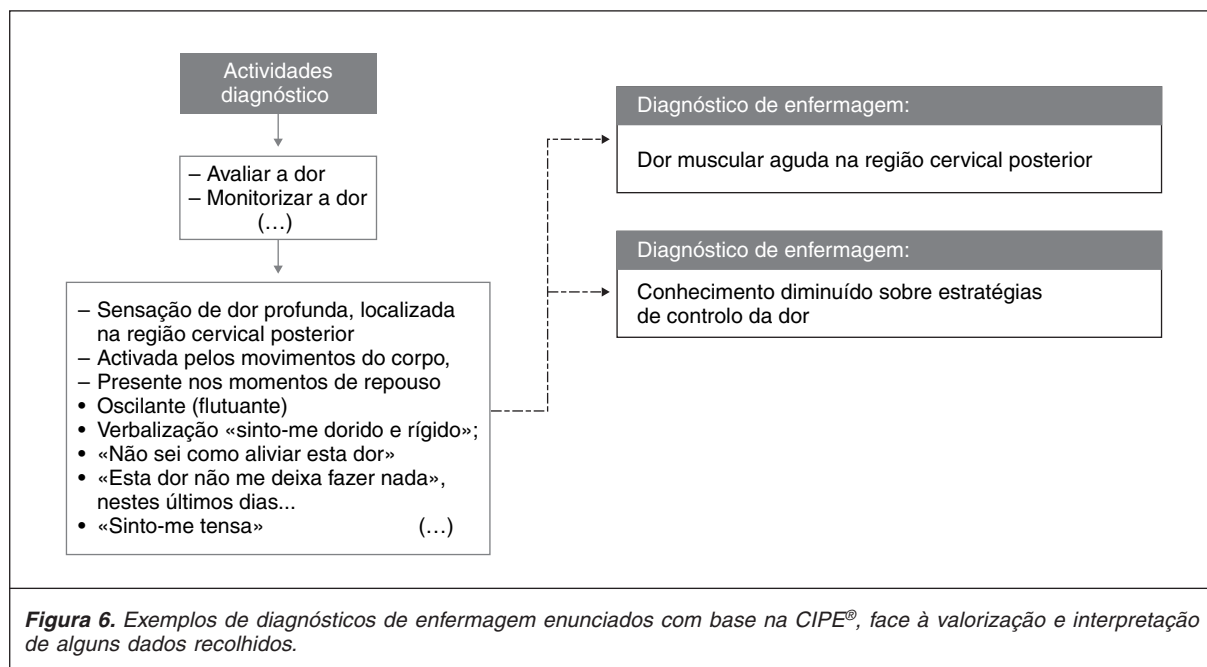 Actividades
diagnóstico
– Avaliar a dor
– Monitorizar a dor
(…)
– Sensação de dor profunda, localizada
na região cervical posterior
– Activada pelos movimentos do corpo,
– Presente nos momentos de repouso
• Oscilante (flutuante)
• Verbalização «sinto-me dorido e rígido»;
• «Não sei como aliviar esta dor»
• «Esta dor não me deixa fazer nada»,
nestes últimos dias...
• «Sinto-me tensa» (…)
Diagnóstico de enfermagem:
Dor muscular aguda na região cervical posterior
Diagnóstico de enfermagem:
Conhecimento diminuído sobre estratégias
de controlo da dor
Figura 6. Exemplos de diagnósticos de enfermagem enunciados com base na CIPE®, face à valorização e interpretação
de alguns dados recolhidos.